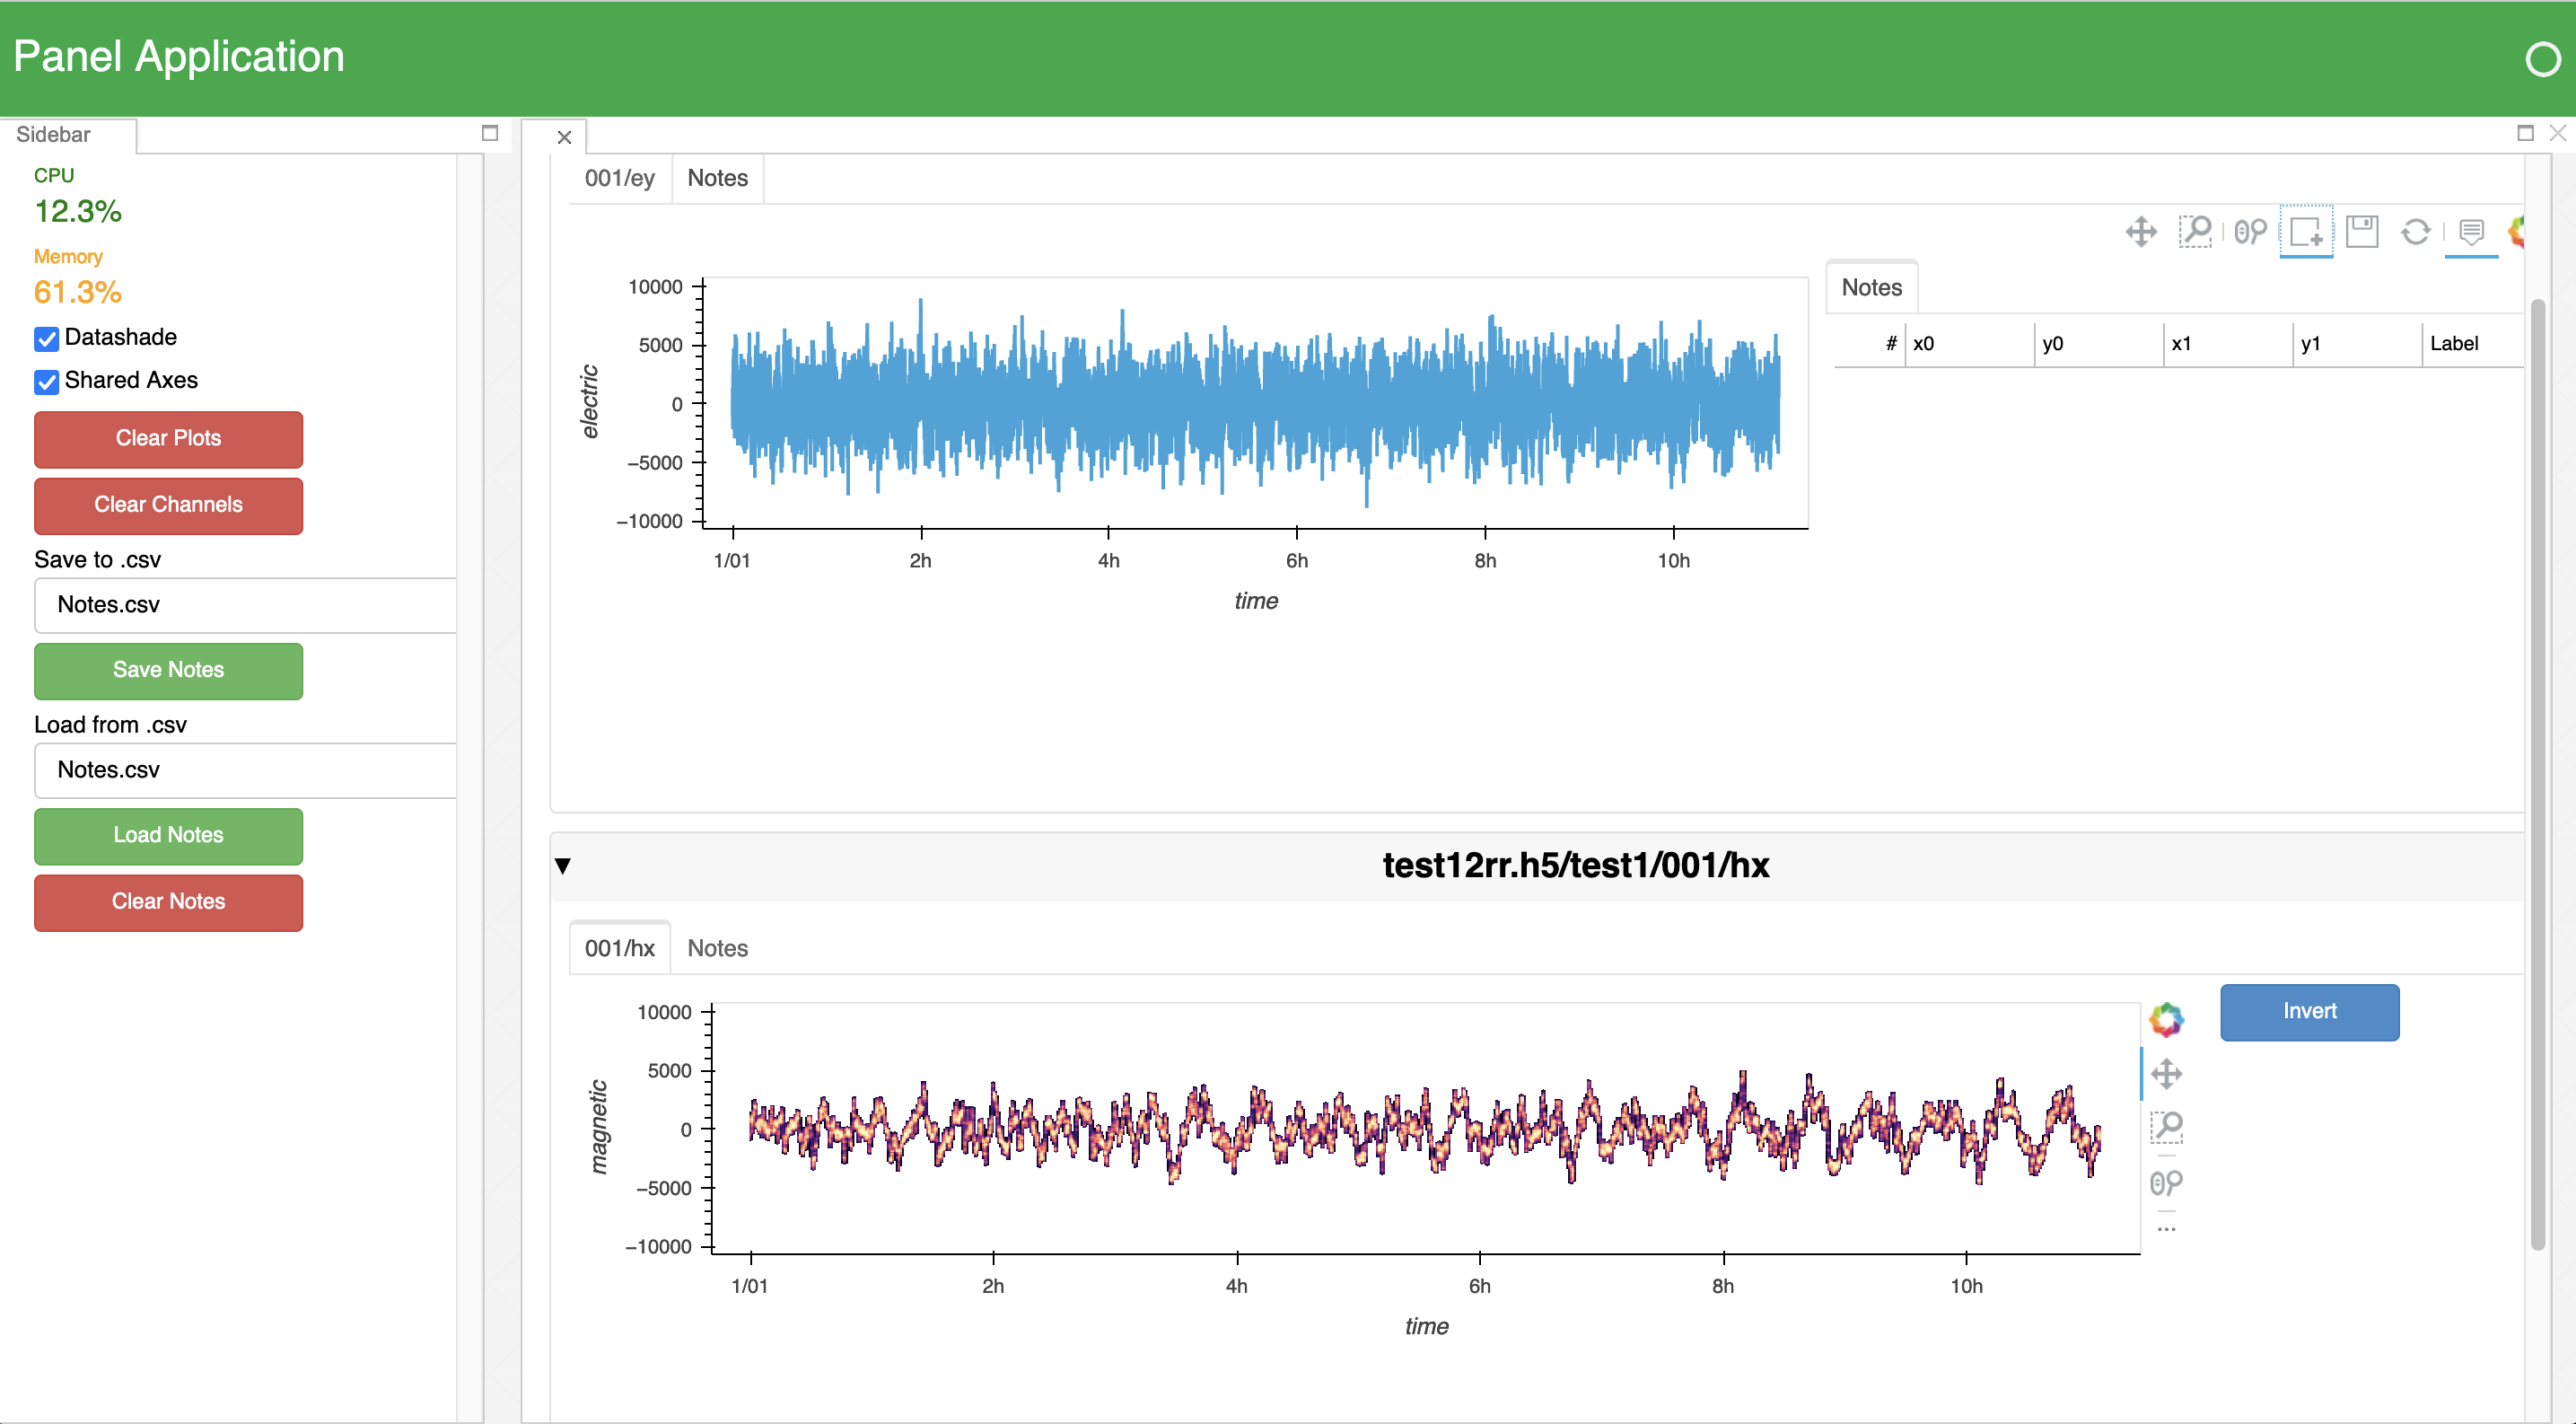 Panel Application
Sidebar
CPU
12.3%
Memory
61.3%
Datashade
Shared Axes
Clear Plots
Clear Channels
Save to .csv
Notes.csv
Save Notes
Load from .csv
Notes.csv
Load Notes
Clear Notes
001/ey Notes
10000
5000
0
−5000
−10000
electric
1/01 2h 4h 6h 8h 10h
time
Notes
# x0 y0 x1 y1 Label
▼ test12rr.h5/test1/001/hx
001/hx Notes
10000
5000
0
−5000
−10000
magnetic
1/01 2h 4h 6h 8h 10h
time
Invert
...